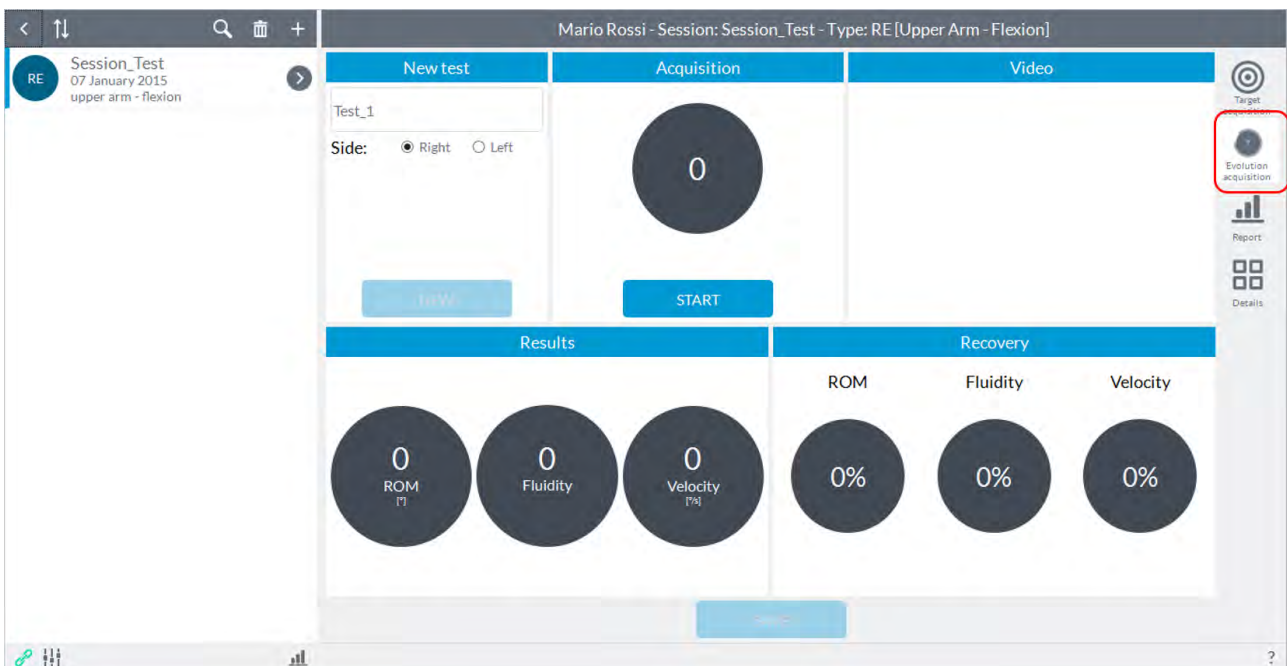 Mario Rossi - Session: Session_Test - Type: RE [Upper Arm - Flexion]
RE
Session_Test
07 January 2015
upper arm - flexion
New test
Test_1
Side:
Right
Left
NEW
Acquisition
0
START
Video
Target
acquisition
Evolution
acquisition
Report
Details
Results
0
ROM
[°]
0
Fluidity
0
Velocity
[°/s]
Recovery
ROM
Fluidity
Velocity
0%
0%
0%
?